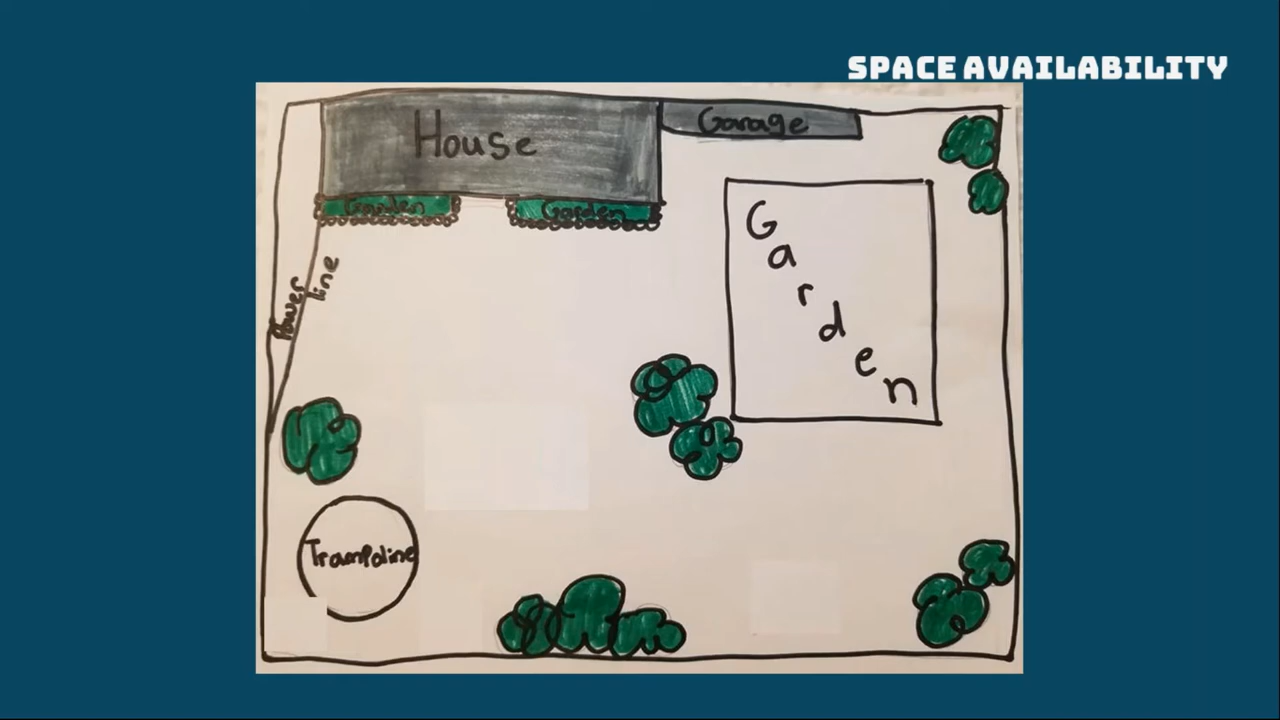 SPACE AVAILABILITY
House
Garage
Garden
Garden
Garden
Power
line
Trampoline